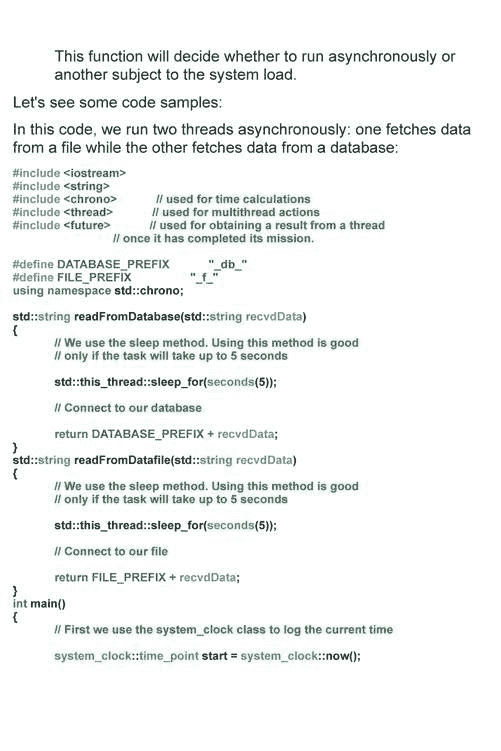 This function will decide whether to run asynchronously or
another subject to the system load.
Let's see some code samples:
In this code, we run two threads asynchronously: one fetches data
from a file while the other fetches data from a database:
#include <iostream>
#include <string>
#include <chrono> // used for time calculations
#include <thread> // used for multithread actions
#include <future> // used for obtaining a result from a thread
// once it has completed its mission.
#define DATABASE_PREFIX "_db_"
#define FILE_PREFIX "_f_"
using namespace std::chrono;
std::string readFromDatabase(std::string recvdData)
{
// We use the sleep method. Using this method is good
// only if the task will take up to 5 seconds
std::this_thread::sleep_for(seconds(5));
// Connect to our database
return DATABASE_PREFIX + recvdData;
}
std::string readFromDatafile(std::string recvdData)
{
// We use the sleep method. Using this method is good
// only if the task will take up to 5 seconds
std::this_thread::sleep_for(seconds(5));
// Connect to our file
return FILE_PREFIX + recvdData;
}
int main()
{
// First we use the system_clock class to log the current time
system_clock::time_point start = system_clock::now();